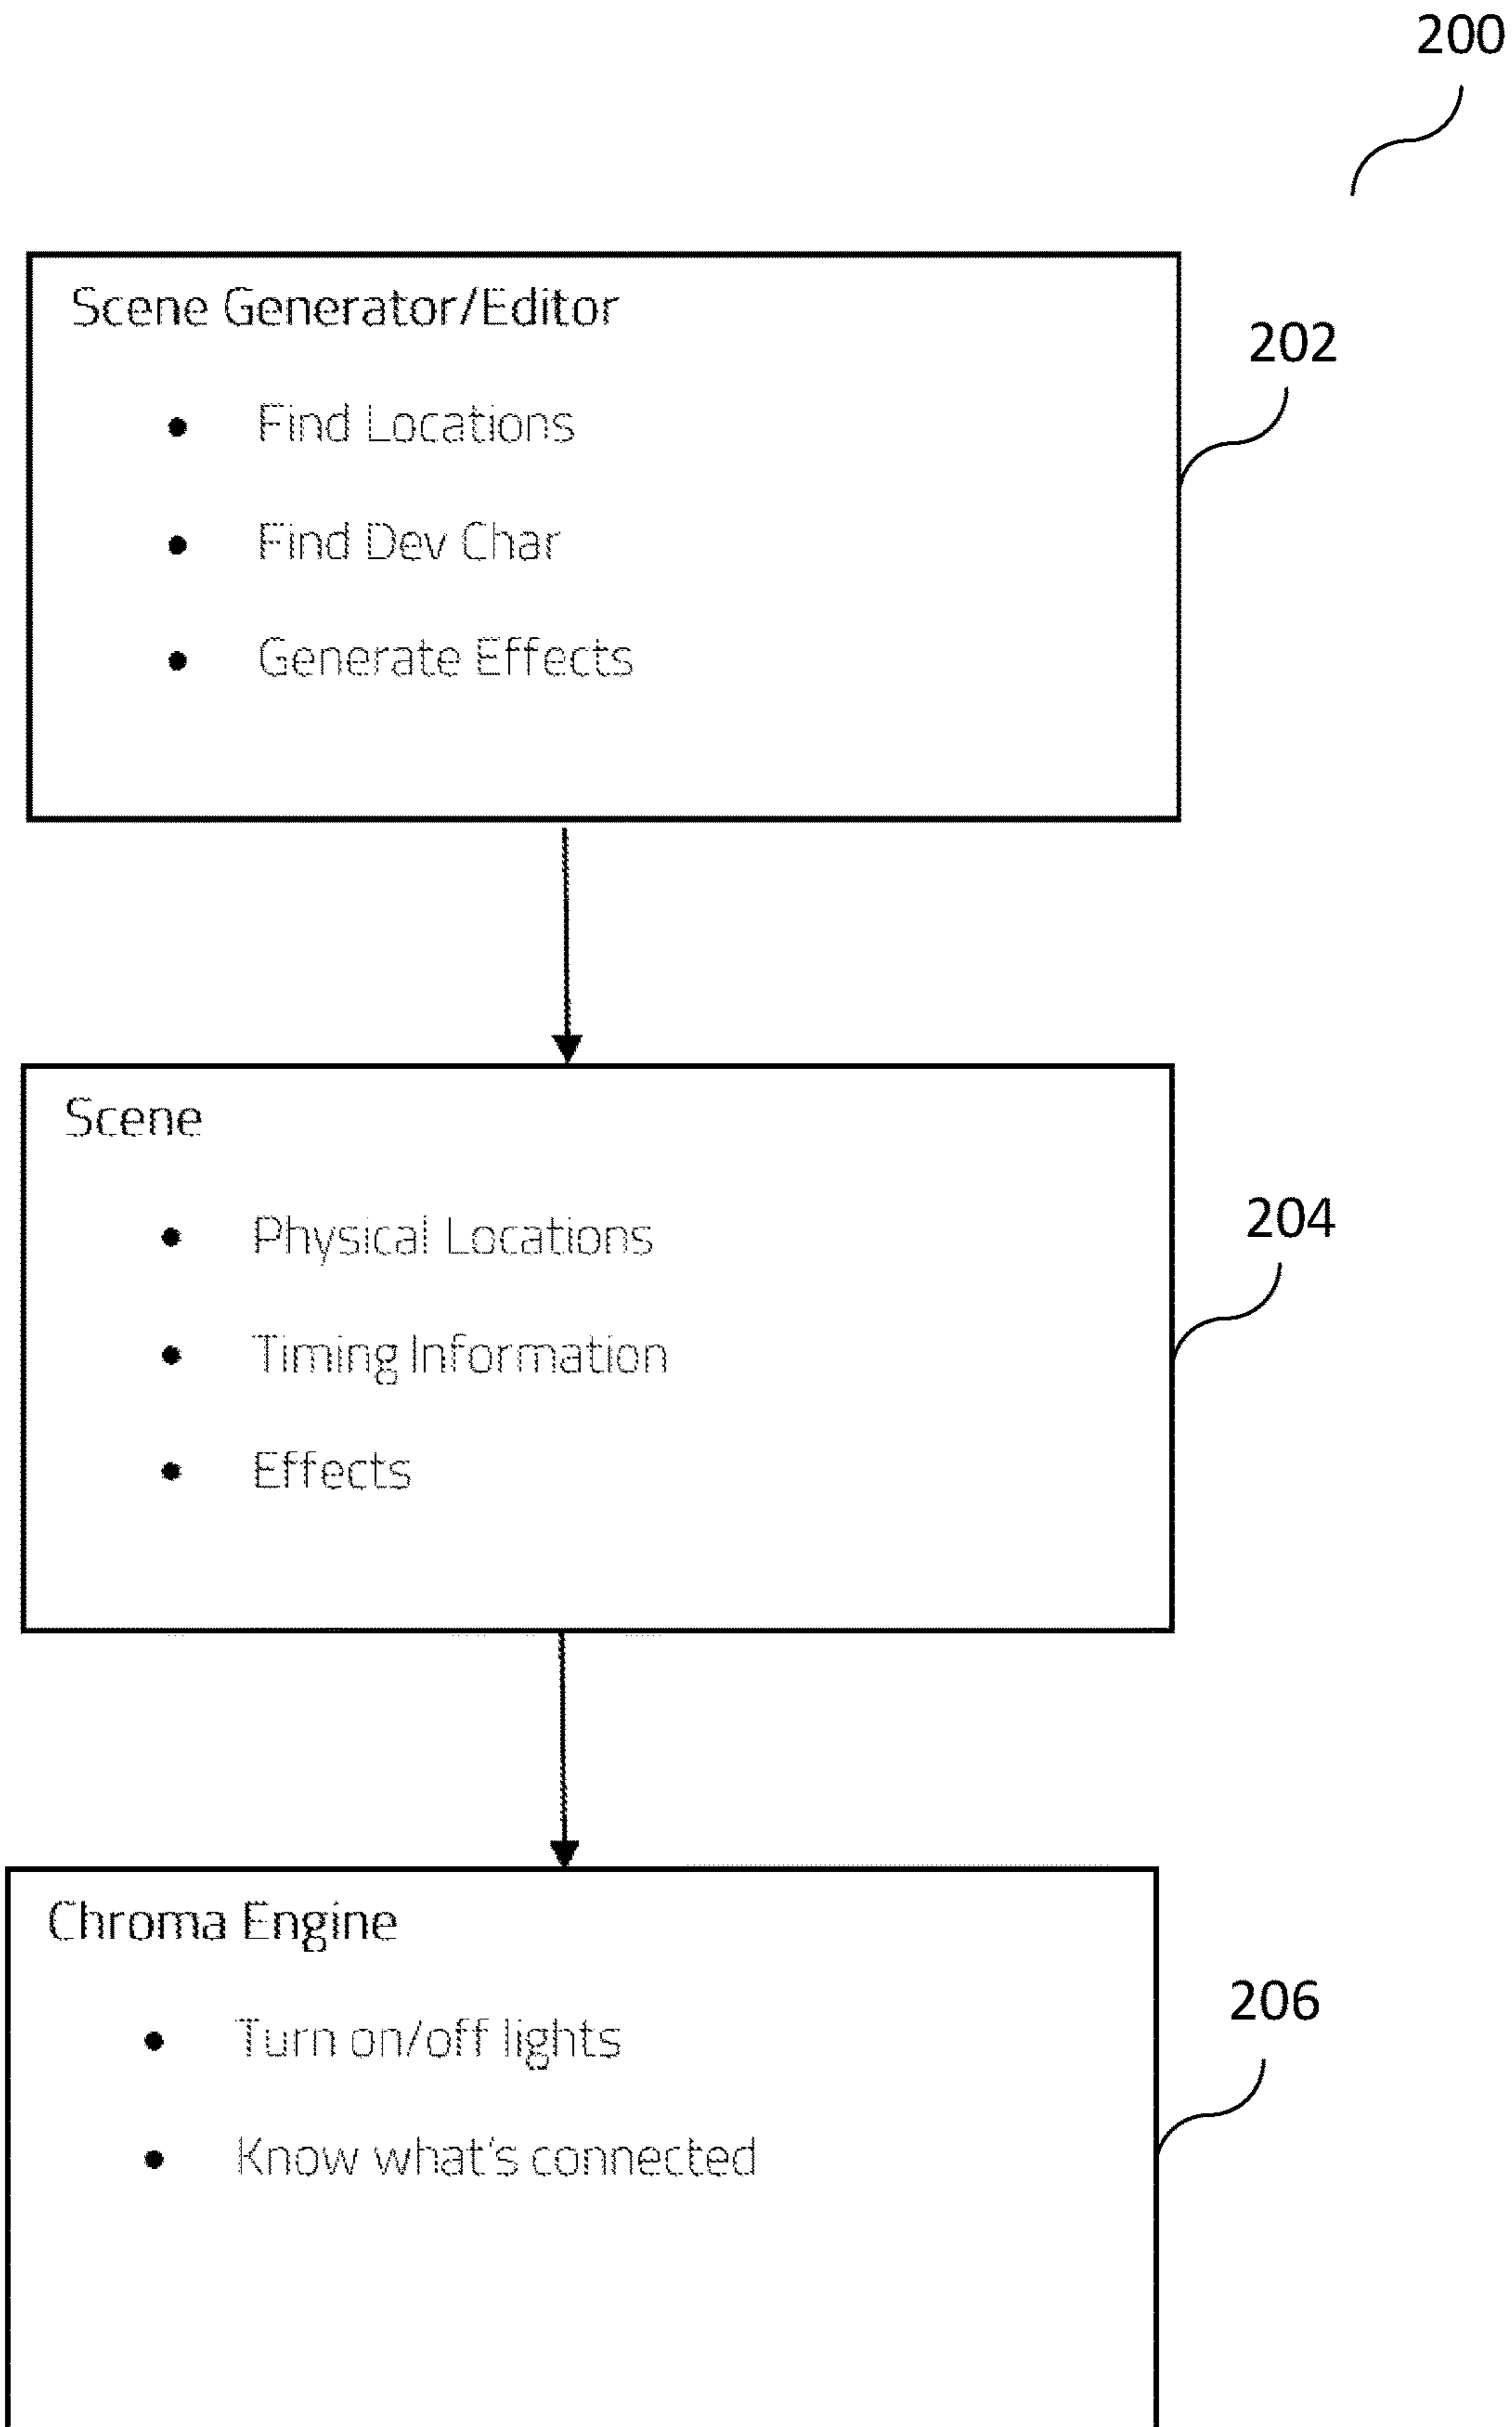 200
Scene Generator/Editor
202
• Find Locations
• Find Dev Char
• Generate Effects
Scene
• Physical Locations
204
• Timing Information
• Effects
Chroma Engine
206
• Turn on/off lights
• Know what's connected